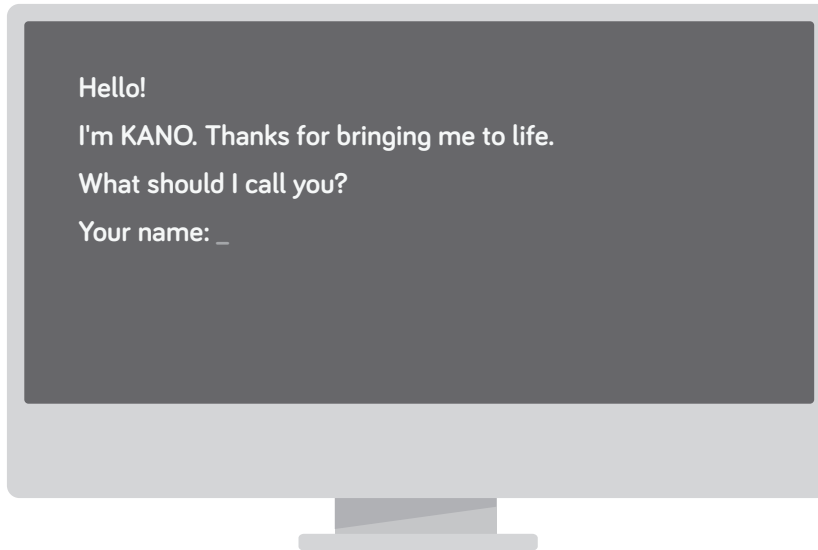 Hello!
I'm KANO. Thanks for bringing me to life.
What should I call you?
Your name: _